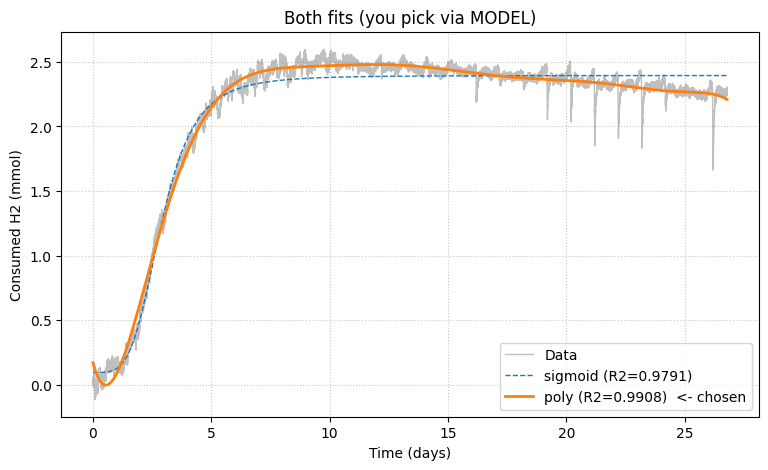 Both fits (you pick via MODEL)
Consumed H2 (mmol)
2.5
2.0
1.5
1.0
0.5
0.0
0
5
10
15
20
25
Time (days)
Data
sigmoid (R2=0.9791)
poly (R2=0.9908)  <- chosen